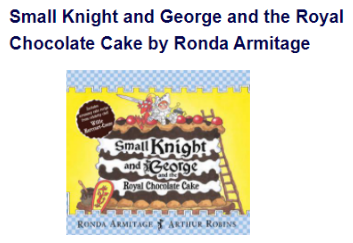 Small Knight and George and the Royal
Chocolate Cake by Ronda Armitage
Small Knight
and George
and the
Royal Chocolate Cake
RONDA ARMITAGE ARTHUR ROBINS